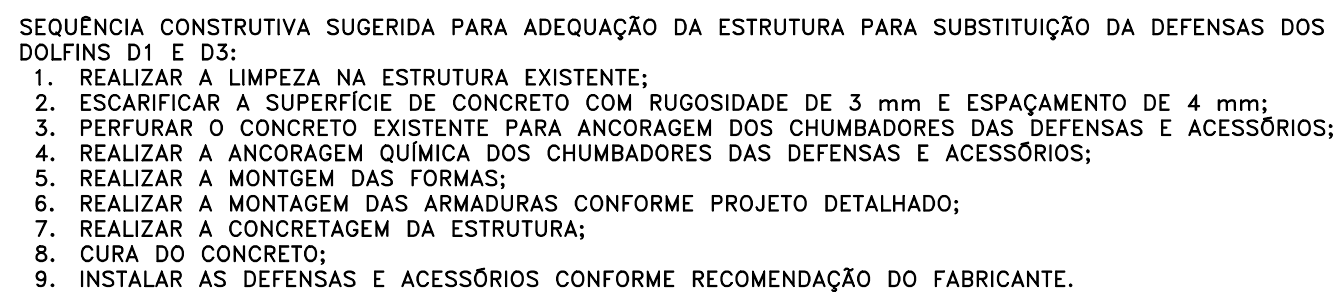 SEQUÊNCIA CONSTRUTIVA SUGERIDA PARA ADEQUAÇÃO DA ESTRUTURA PARA SUBSTITUIÇÃO DA DEFENSAS DOS
DOLFINS D1 E D3:
1. REALIZAR A LIMPEZA NA ESTRUTURA EXISTENTE;
2. ESCARIFICAR A SUPERFÍCIE DE CONCRETO COM RUGOSIDADE DE 3 mm E ESPAÇAMENTO DE 4 mm;
3. PERFURAR O CONCRETO EXISTENTE PARA ANCORAGEM DOS CHUMBADORES DAS DEFENSAS E ACESSÓRIOS;
4. REALIZAR A ANCORAGEM QUÍMICA DOS CHUMBADORES DAS DEFENSAS E ACESSÓRIOS;
5. REALIZAR A MONTGEM DAS FORMAS;
6. REALIZAR A MONTAGEM DAS ARMADURAS CONFORME PROJETO DETALHADO;
7. REALIZAR A CONCRETAGEM DA ESTRUTURA;
8. CURA DO CONCRETO;
9. INSTALAR AS DEFENSAS E ACESSÓRIOS CONFORME RECOMENDAÇÃO DO FABRICANTE.